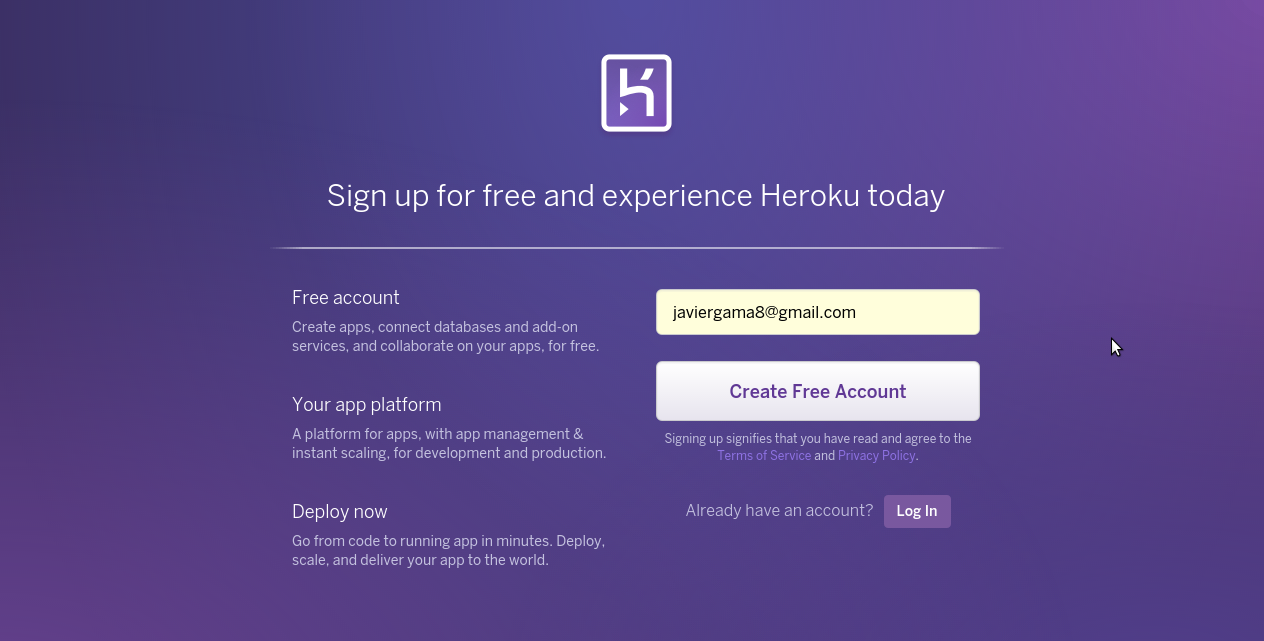 Sign up for free and experience Heroku today
Free account
Create apps, connect databases and add-on
services, and collaborate on your apps, for free.
Your app platform
A platform for apps, with app management &
instant scaling, for development and production.
Deploy now
Go from code to running app in minutes. Deploy,
scale, and deliver your app to the world.
javiergama8@gmail.com
Create Free Account
Signing up signifies that you have read and agree to the
Terms of Service and Privacy Policy.
Already have an account? Log In